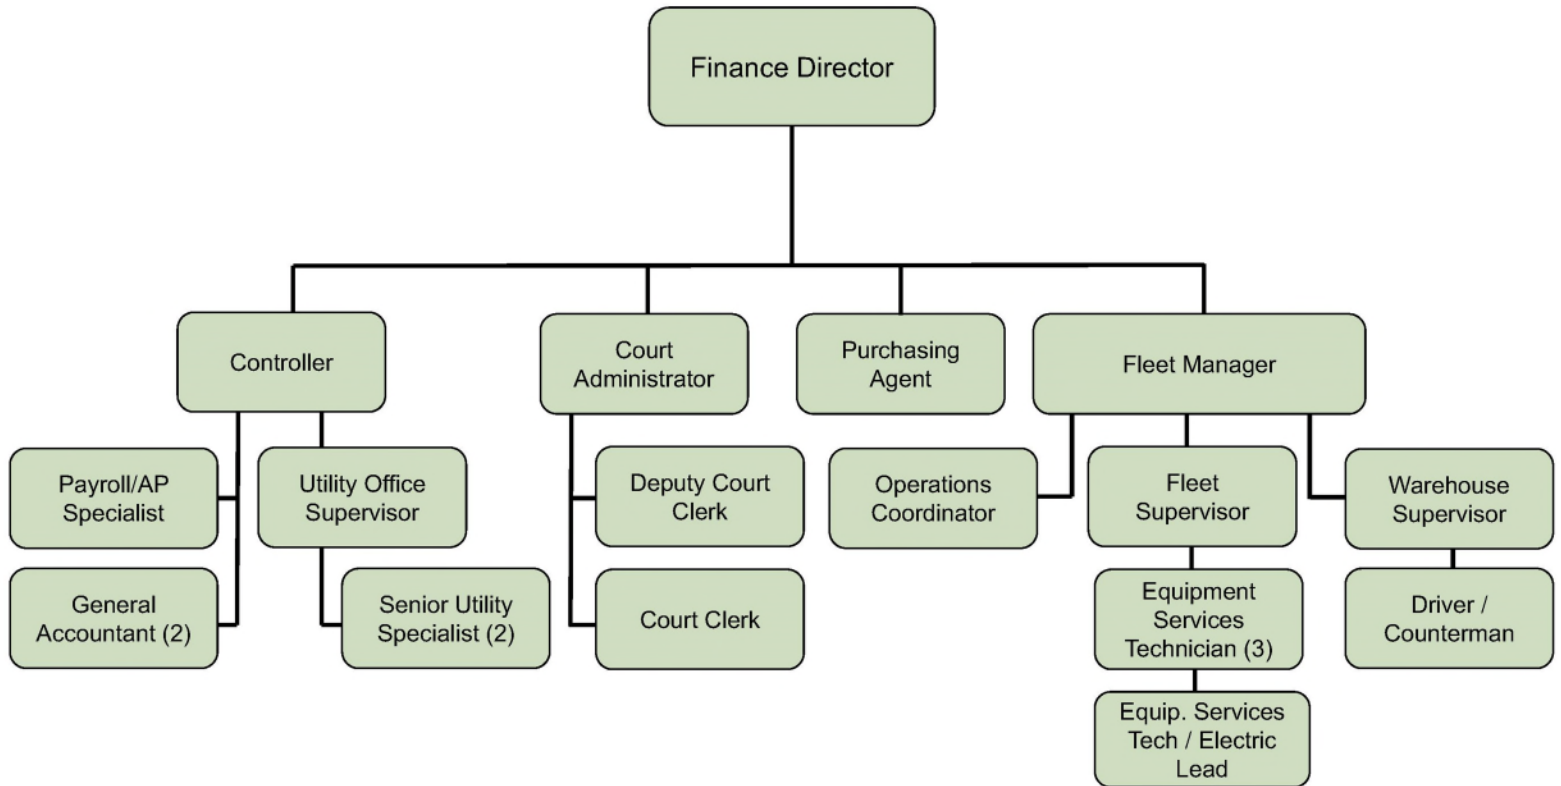 Finance Director
Controller
Court
Administrator
Purchasing
Agent
Fleet Manager
Payroll/AP
Specialist
Utility Office
Supervisor
Deputy Court
Clerk
Operations
Coordinator
Fleet
Supervisor
Warehouse
Supervisor
General
Accountant (2)
Senior Utility
Specialist (2)
Court Clerk
Equipment
Services
Technician (3)
Driver /
Counterman
Equip. Services
Tech / Electric
Lead